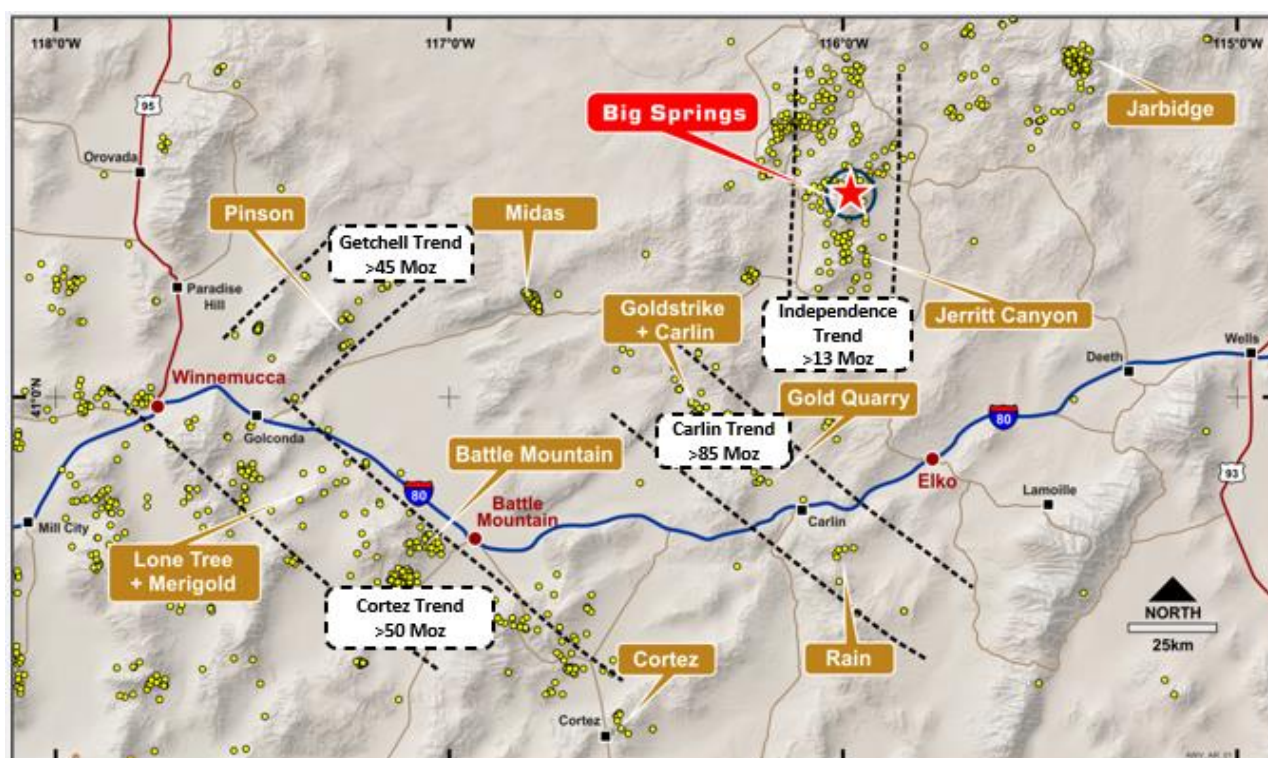 118°0'W
117°0'W
116°0'W
115°0'W
95
Orovada
Big Springs
Jarbidge
Pinson
Midas
Getchell Trend
>45 Moz
Paradise
Hill
Goldstrike
+ Carlin
Independence
Trend
>13 Moz
Jerritt Canyon
Wells
Deeth
Winnemucca
41°0'N
Golconda
Gold Quarry
80
Carlin Trend
>85 Moz
Battle Mountain
Elko
93
80
Lamoille
Mill City
Battle
Mountain
Carlin
Lone Tree
+ Merigold
Cortez Trend
>50 Moz
NORTH
25km
Cortez
Rain
Cortez